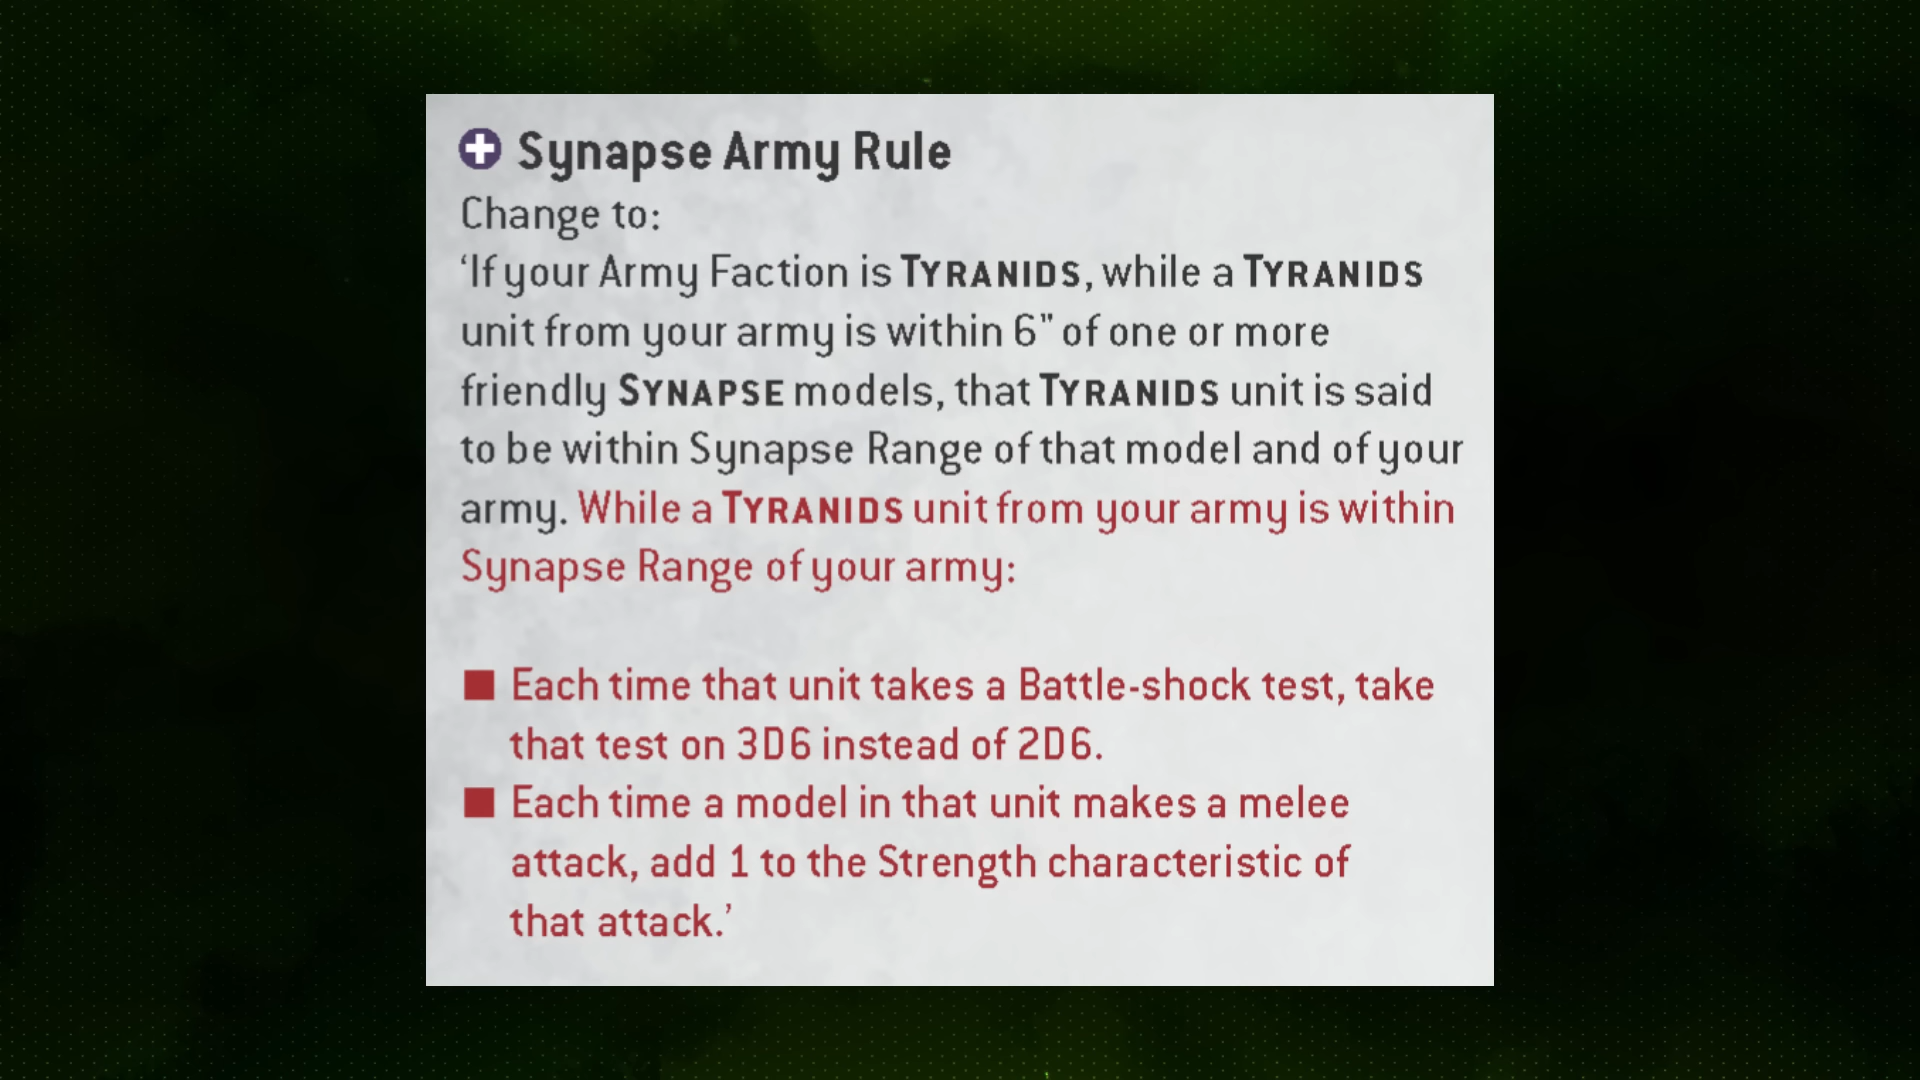 Synapse Army Rule
Change to:
‘If your Army Faction is TYRANIDS, while a TYRANIDS
unit from your army is within 6" of one or more
friendly SYNAPSE models, that TYRANIDS unit is said
to be within Synapse Range of that model and of your
army. While a TYRANIDS unit from your army is within
Synapse Range of your army:
■ Each time that unit takes a Battle-shock test, take
that test on 3D6 instead of 2D6.
■ Each time a model in that unit makes a melee
attack, add 1 to the Strength characteristic of
that attack.’